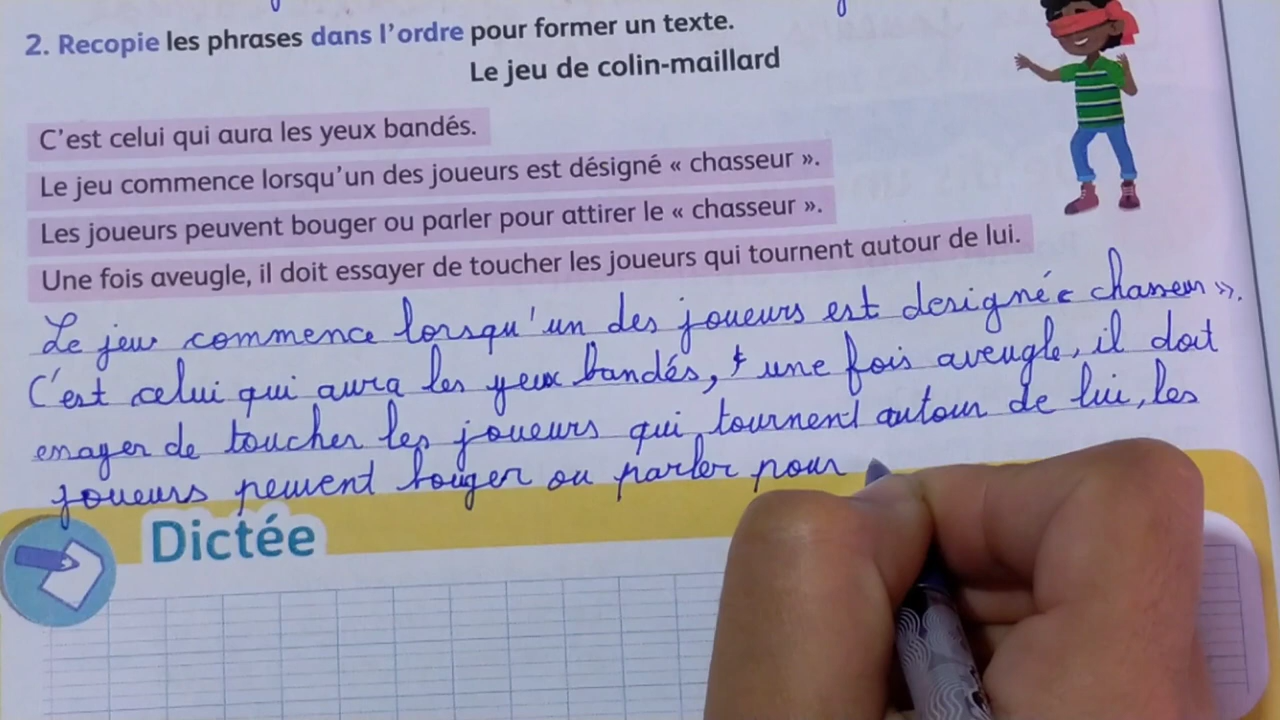 2. Recopie les phrases dans l'ordre pour former un texte.
Le jeu de colin-maillard
C'est celui qui aura les yeux bandés.
Le jeu commence lorsqu'un des joueurs est désigné « chasseur ».
Les joueurs peuvent bouger ou parler pour attirer le « chasseur ».
Une fois aveugle, il doit essayer de toucher les joueurs qui tournent autour de lui.
Le jeu commence lorsqu'un des joueurs est designé « chasseur ».
C'est celui qui aura les yeux bandés, une fois aveugle, il doit
essayer de toucher les joueurs qui tournent autour de lui, les
joueurs peuvent bouger ou parler pour
Dictée